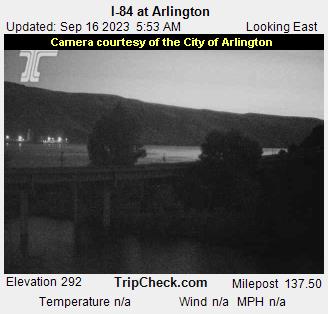 I-84 at Arlington
Updated: Sep 16 2023 5:53 AM Looking East
Camera courtesy of the City of Arlington
Elevation 292 TripCheck.com Milepost 137.50
Temperature n/a Wind n/a MPH n/a